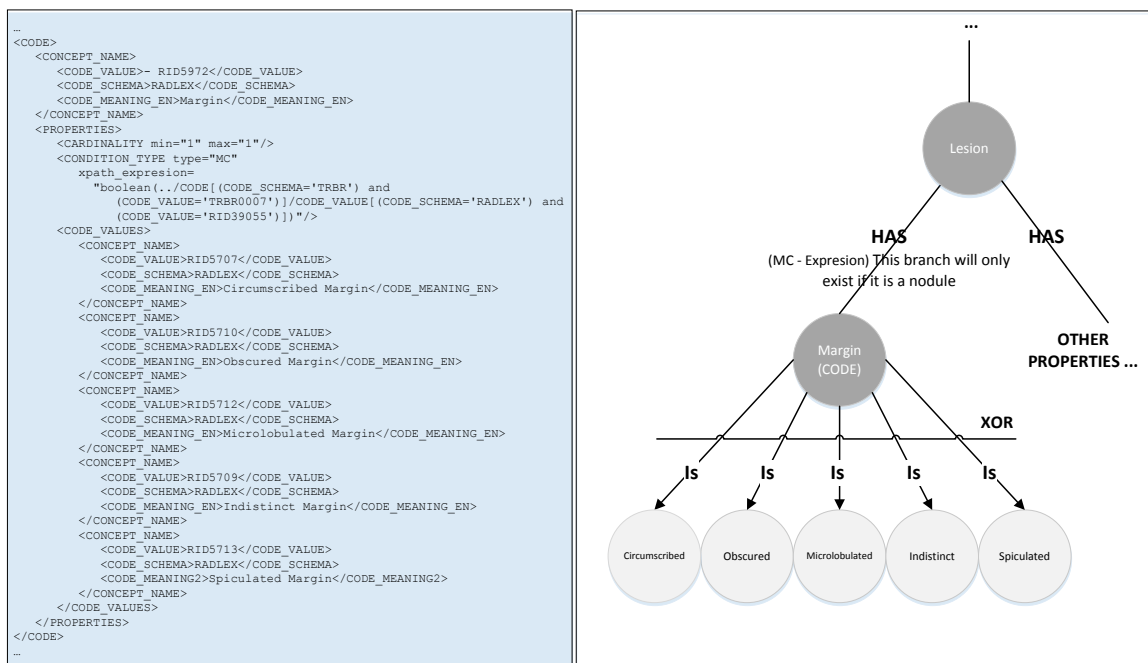 ...
<CODE>
<CONCEPT_NAME>
<CODE_VALUE>- RID5972</CODE_VALUE>
<CODE_SCHEMA>RADLEX</CODE_SCHEMA>
<CODE_MEANING_EN>Margin</CODE_MEANING_EN>
</CONCEPT_NAME>
<PROPERTIES>
<CARDINALITY min="1" max="1"/>
<CONDITION_TYPE type="MC"
xpath_expresion=
"boolean(../CODE[(CODE_SCHEMA='TRBR') and
(CODE_VALUE='TRBR0007')]/CODE_VALUE[(CODE_SCHEMA='RADLEX') and
(CODE_VALUE='RID39055')])"/>
<CODE_VALUES>
<CONCEPT_NAME>
<CODE_VALUE>RID5707</CODE_VALUE>
<CODE_SCHEMA>RADLEX</CODE_SCHEMA>
<CODE_MEANING_EN>Circumscribed Margin</CODE_MEANING_EN>
</CONCEPT_NAME>
<CONCEPT_NAME>
<CODE_VALUE>RID5710</CODE_VALUE>
<CODE_SCHEMA>RADLEX</CODE_SCHEMA>
<CODE_MEANING_EN>Obscured Margin</CODE_MEANING_EN>
</CONCEPT_NAME>
<CONCEPT_NAME>
<CODE_VALUE>RID5712</CODE_VALUE>
<CODE_SCHEMA>RADLEX</CODE_SCHEMA>
<CODE_MEANING_EN>Microlobulated Margin</CODE_MEANING_EN>
</CONCEPT_NAME>
<CONCEPT_NAME>
<CODE_VALUE>RID5709</CODE_VALUE>
<CODE_SCHEMA>RADLEX</CODE_SCHEMA>
<CODE_MEANING_EN>Indistinct Margin</CODE_MEANING_EN>
</CONCEPT_NAME>
<CONCEPT_NAME>
<CODE_VALUE>RID5713</CODE_VALUE>
<CODE_SCHEMA>RADLEX</CODE_SCHEMA>
<CODE_MEANING2>Spiculated Margin</CODE_MEANING2>
</CONCEPT_NAME>
</CODE_VALUES>
</PROPERTIES>
</CODE>
...
...
Lesion
HAS HAS
(MC - Expresion) This branch will only
exist if it is a nodule
Margin
(CODE)
OTHER
PROPERTIES ...
XOR
Is Is Is Is Is
Circumscribed Obscured Microlobulated Indistinct Spiculated